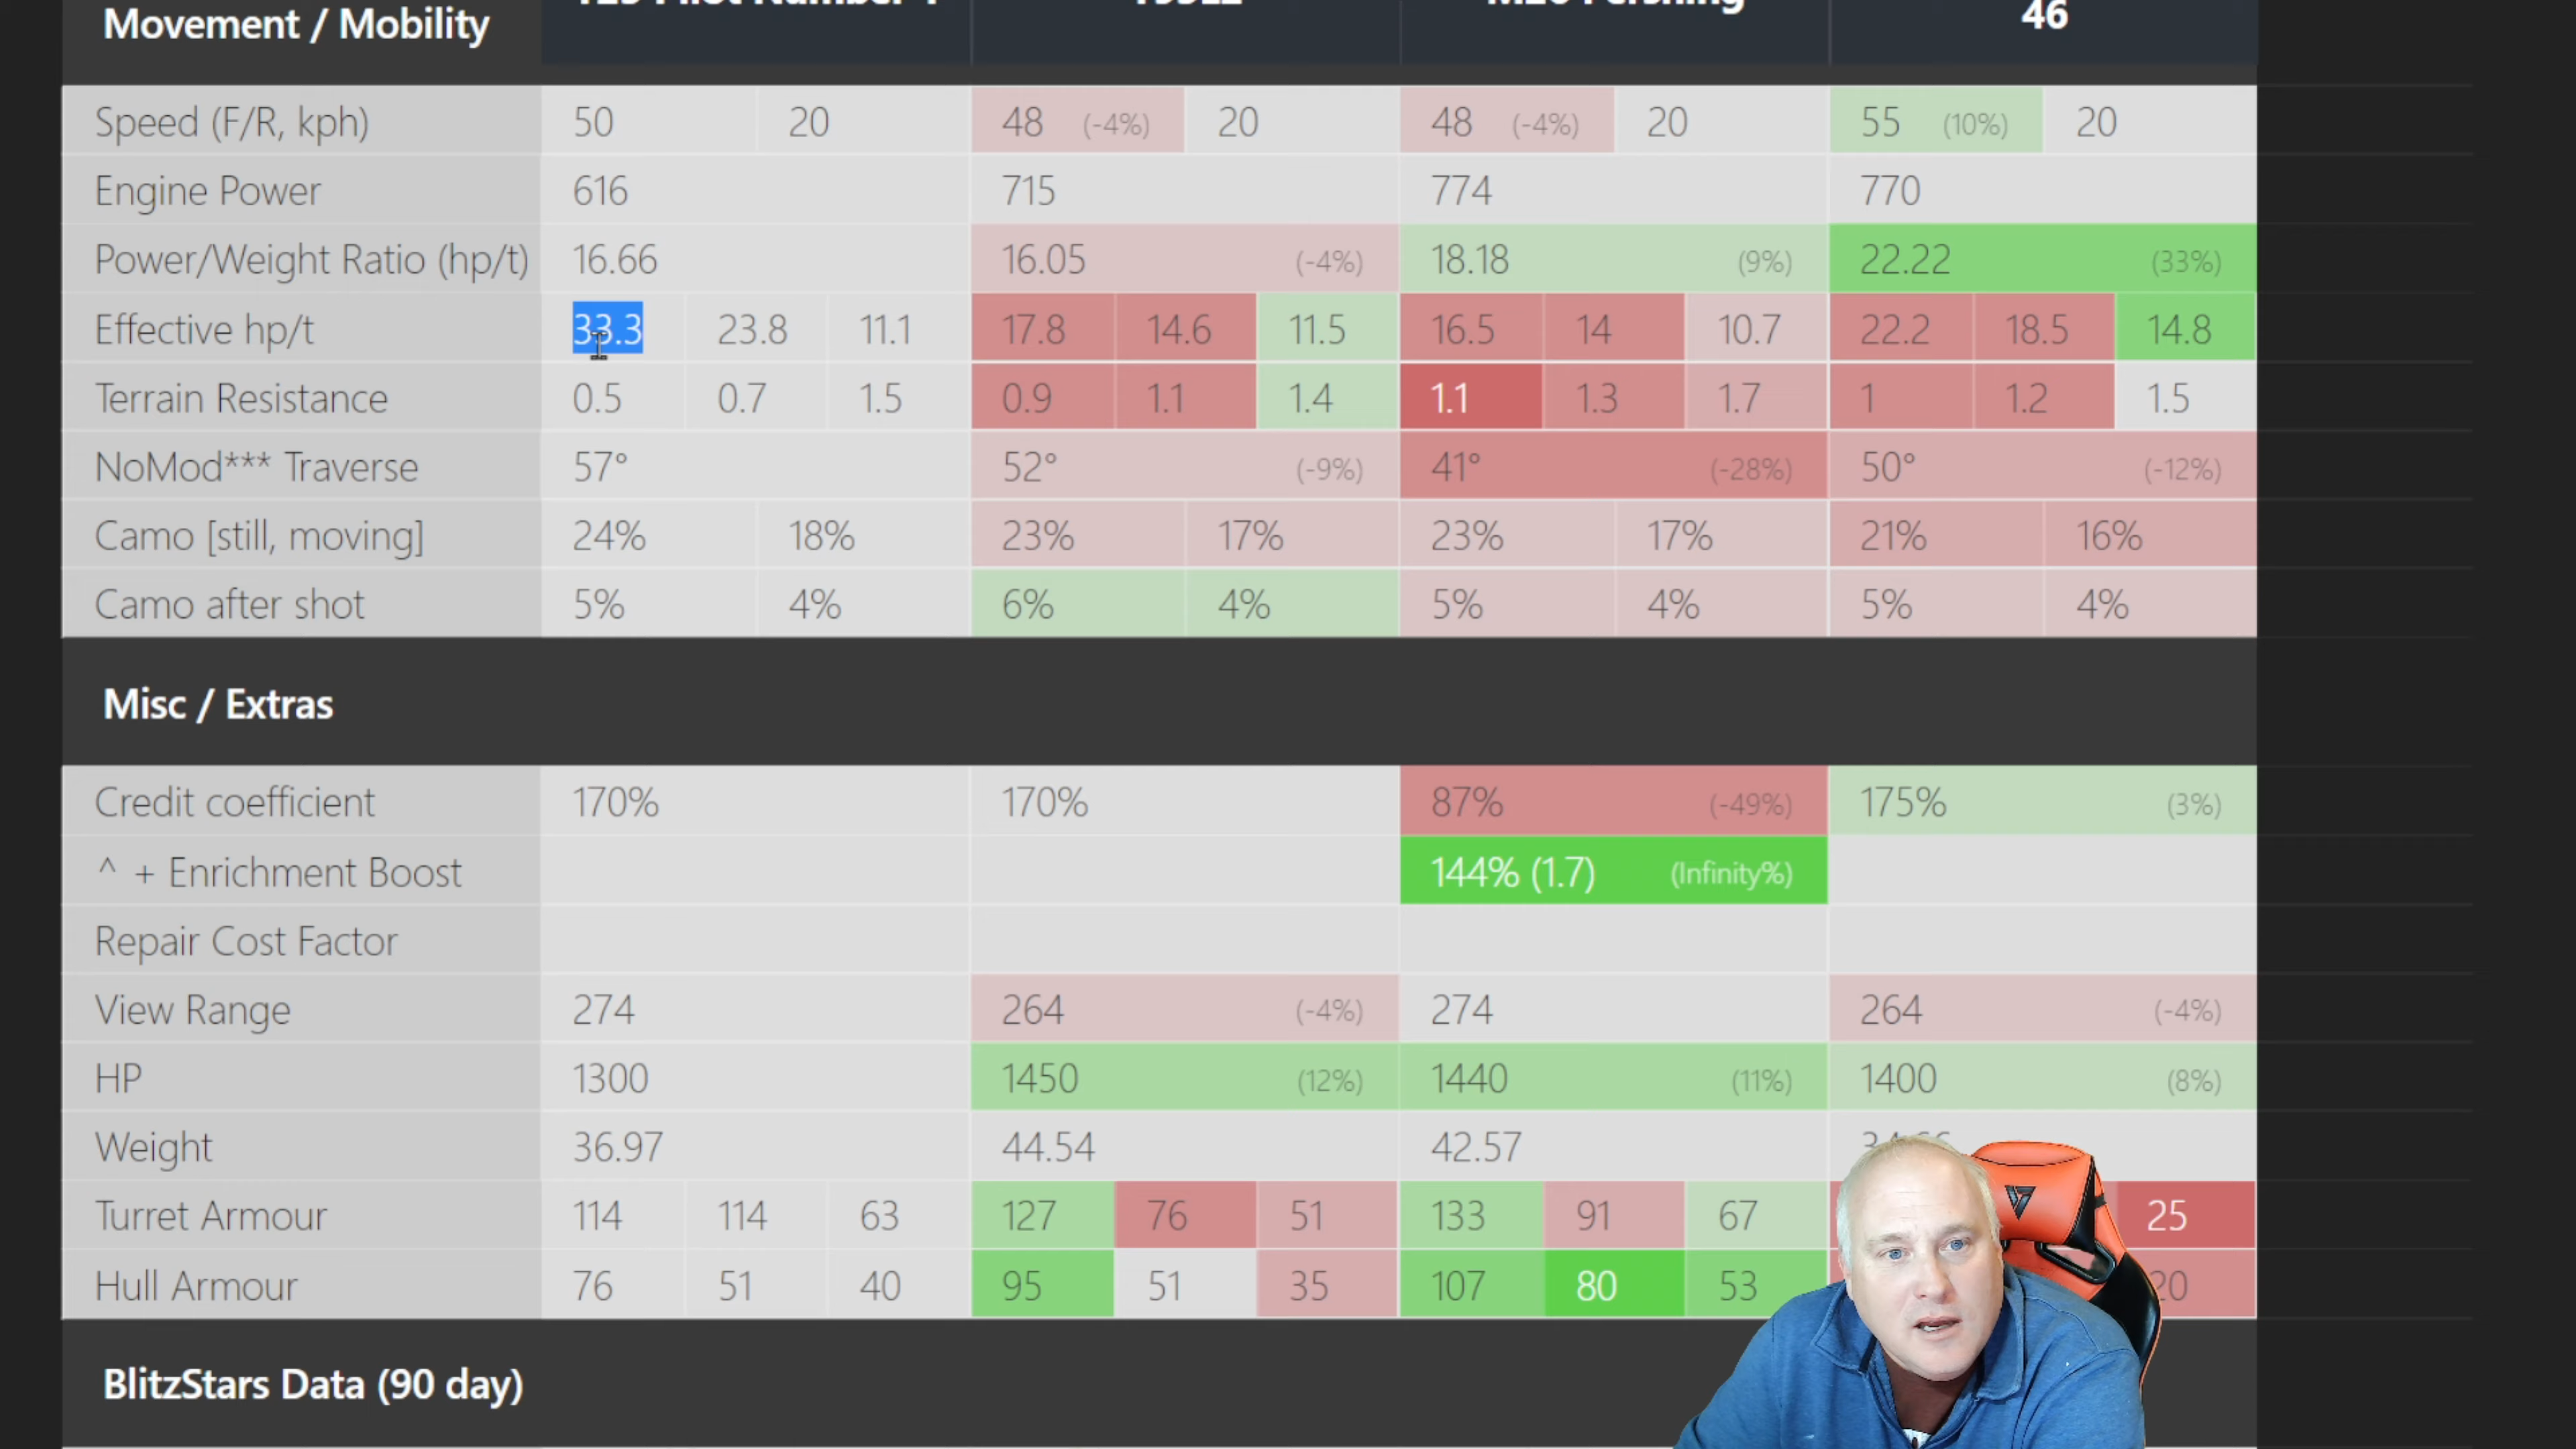 Movement / Mobility
46
Speed (F/R, kph) 50 20 48 (-4%) 20 48 (-4%) 20 55 (10%) 20
Engine Power 616 715 774 770
Power/Weight Ratio (hp/t) 16.66 16.05 (-4%) 18.18 (9%) 22.22 (33%)
Effective hp/t 33.3 23.8 11.1 17.8 14.6 11.5 16.5 14 10.7 22.2 18.5 14.8
Terrain Resistance 0.5 0.7 1.5 0.9 1.1 1.4 1.1 1.3 1.7 1 1.2 1.5
NoMod*** Traverse 57° 52° (-9%) 41° (-28%) 50° (-12%)
Camo [still, moving] 24% 18% 23% 17% 23% 17% 21% 16%
Camo after shot 5% 4% 6% 4% 5% 4% 5% 4%
Misc / Extras
Credit coefficient 170% 170% 87% (-49%) 175% (3%)
^ + Enrichment Boost 144% (1.7) (Infinity%)
Repair Cost Factor
View Range 274 264 (-4%) 274 264 (-4%)
HP 1300 1450 (12%) 1440 (11%) 1400 (8%)
Weight 36.97 44.54 42.57
Turret Armour 114 114 63 127 76 51 133 91 67 25
Hull Armour 76 51 40 95 51 35 107 80 53 20
BlitzStars Data (90 day)